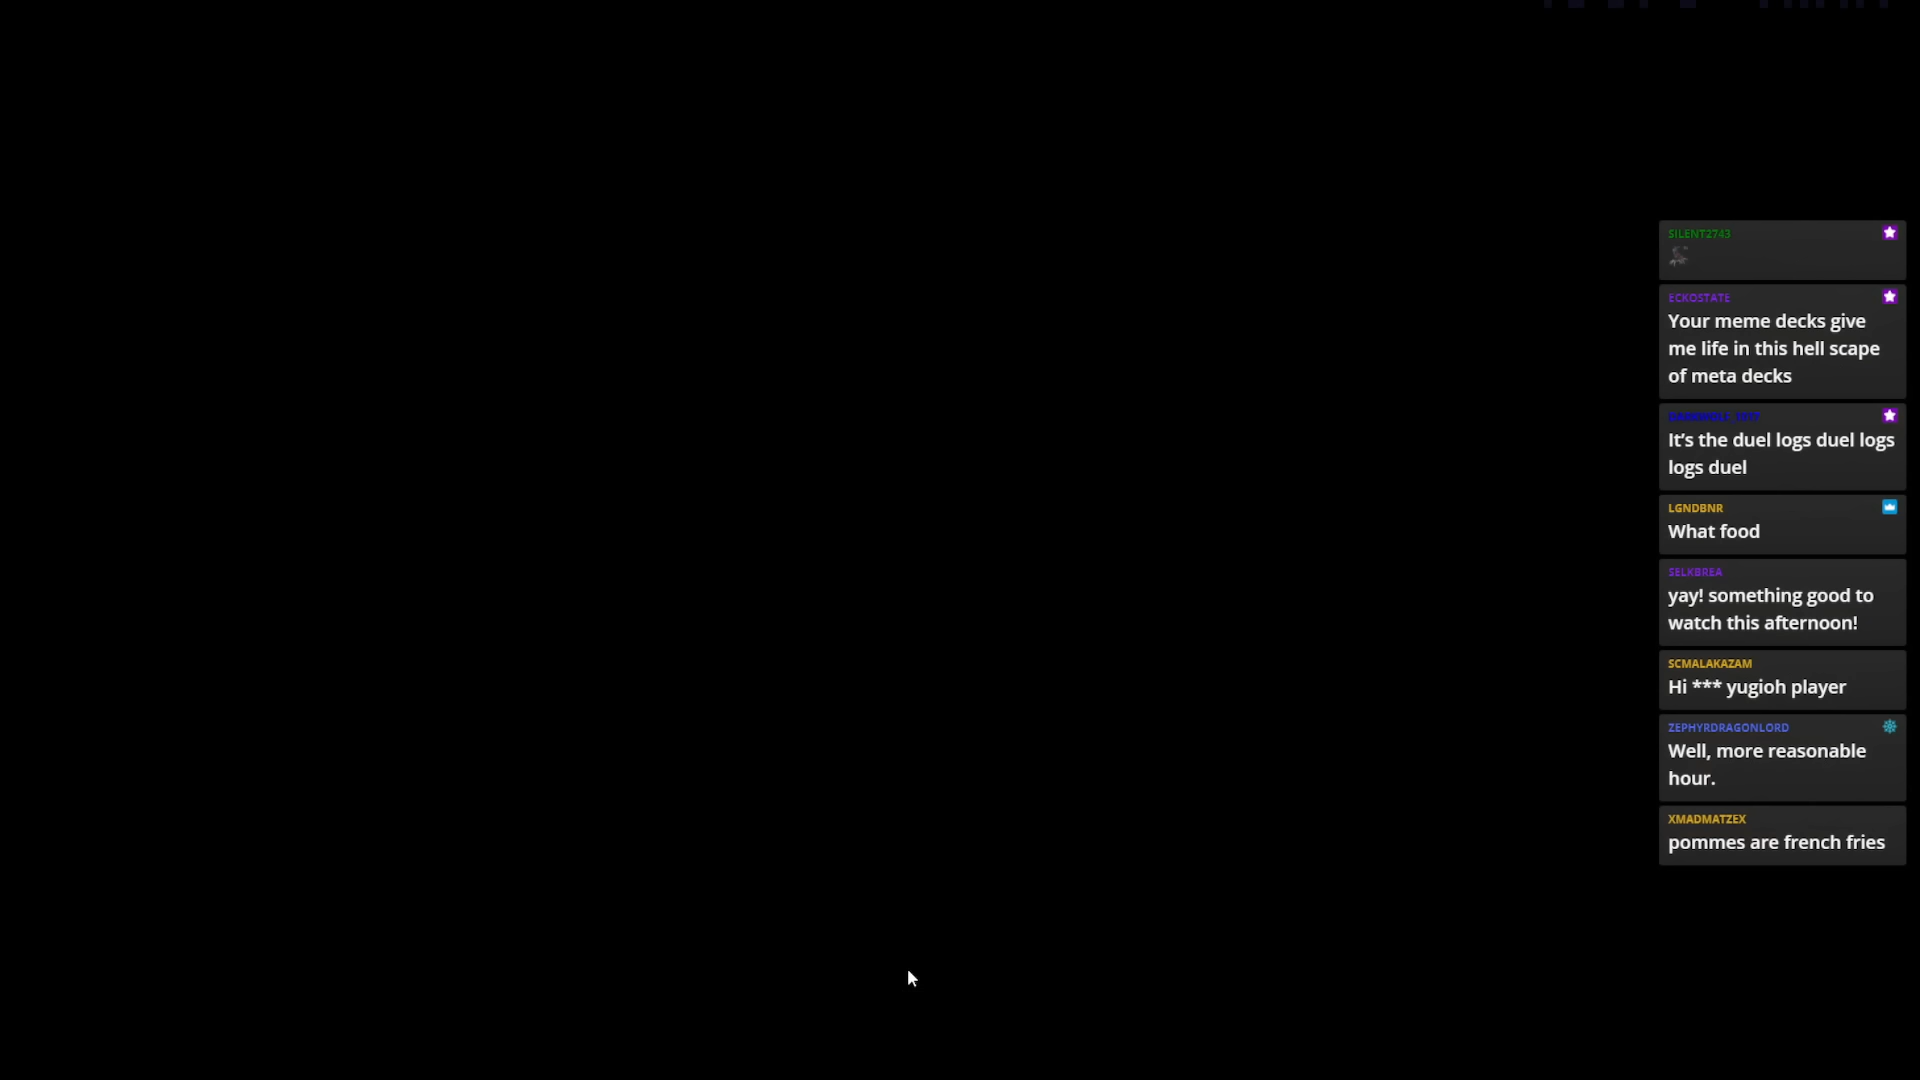 SILENT2743
ECKOSTATE
Your meme decks give
me life in this hell scape
of meta decks
It's the duel logs duel logs
logs duel
LGNDBNR
What food
SELKBREA
yay! something good to
watch this afternoon!
SCMALAKAZAM
Hi *** yugioh player
ZEPHYRDRAGONLORD
Well, more reasonable
hour.
XMADMATZEX
pommes are french fries